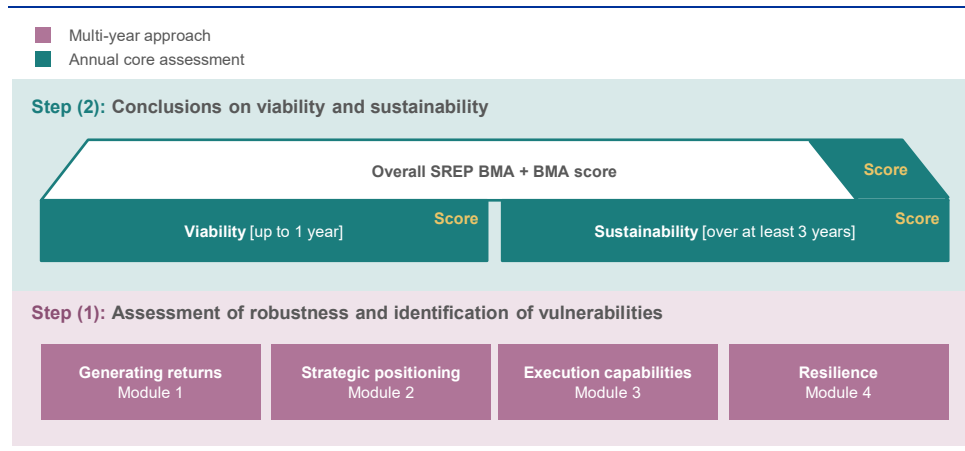 Multi-year approach
Annual core assessment
Step (2): Conclusions on viability and sustainability
Overall SREP BMA + BMA score
Score
Viability [up to 1 year]
Score
Sustainability [over at least 3 years]
Score
Step (1): Assessment of robustness and identification of vulnerabilities
Generating returns
Module 1
Strategic positioning
Module 2
Execution capabilities
Module 3
Resilience
Module 4